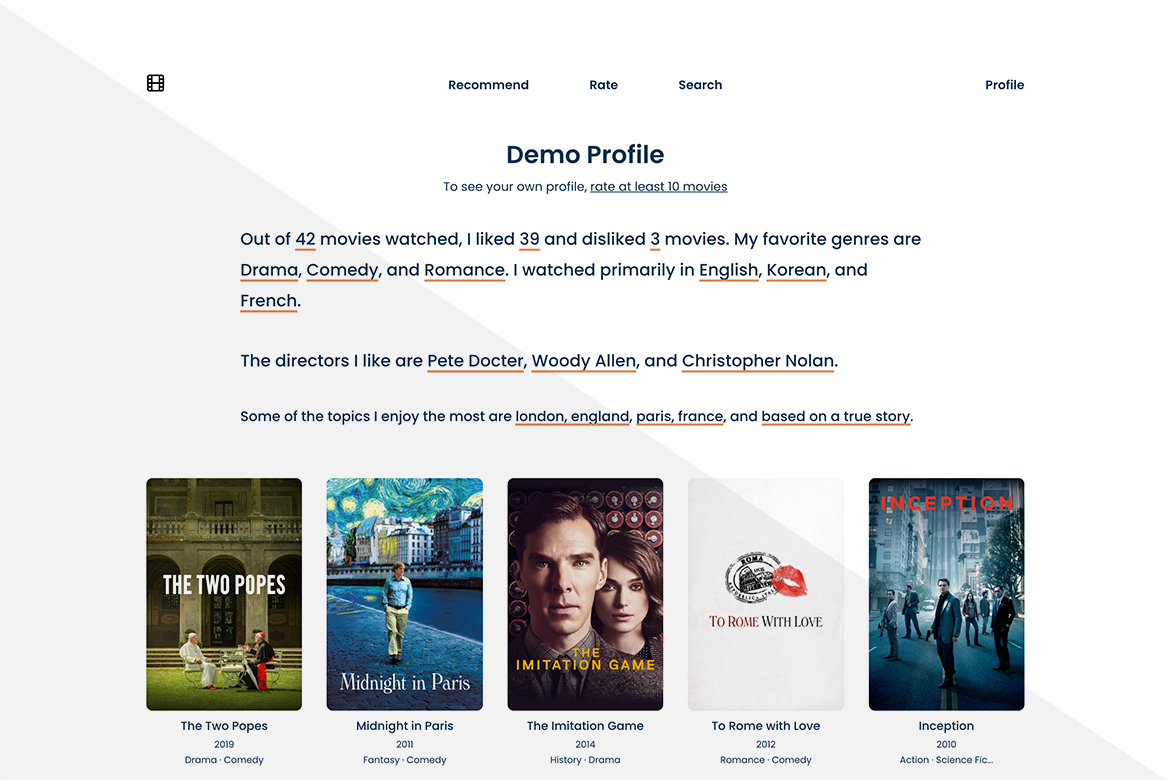 Recommend Rate Search Profile
Demo Profile
To see your own profile, rate at least 10 movies
Out of 42 movies watched, I liked 39 and disliked 3 movies. My favorite genres are
Drama, Comedy, and Romance. I watched primarily in English, Korean, and
French.
The directors I like are Pete Docter, Woody Allen, and Christopher Nolan.
Some of the topics I enjoy the most are london, england, paris, france, and based on a true story.
THE TWO POPES
Midnight in Paris
THE
IMITATION GAME
ROMA
TO ROME WITH LOVE
INCEPTION
The Two Popes
2019
Drama · Comedy
Midnight in Paris
2011
Fantasy · Comedy
The Imitation Game
2014
History · Drama
To Rome with Love
2012
Romance · Comedy
Inception
2010
Action · Science Fic...